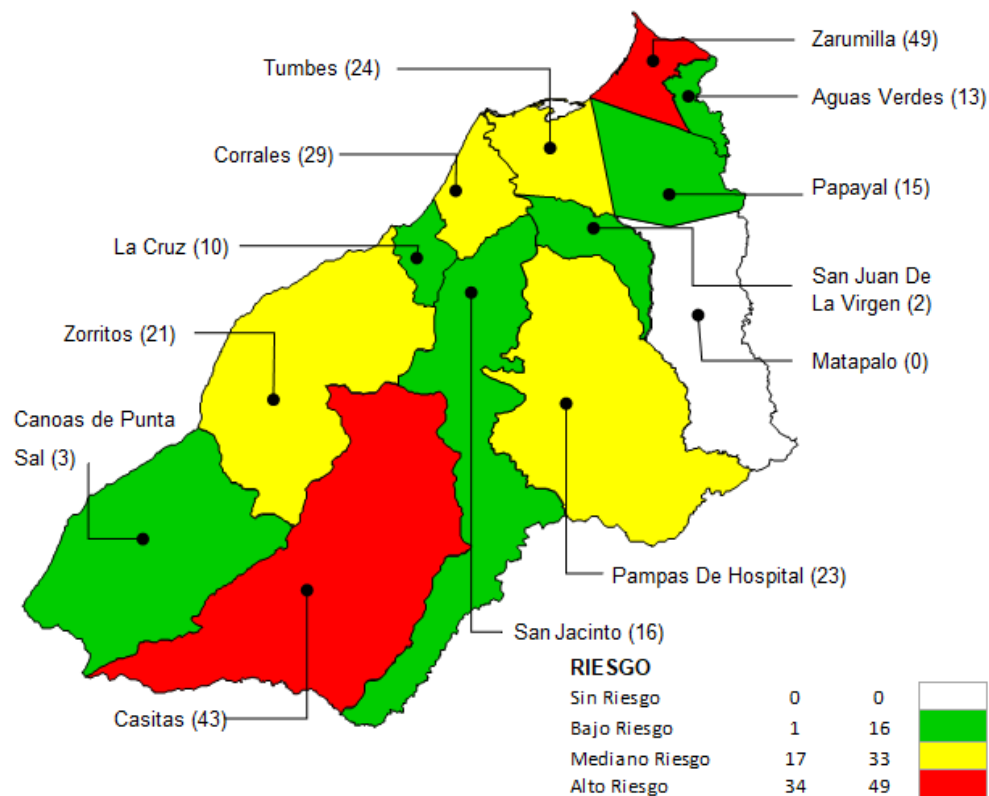 Zarumilla (49)
Tumbes (24)
Aguas Verdes (13)
Corrales (29)
Papayal (15)
La Cruz (10)
San Juan De
La Virgen (2)
Zorritos (21)
Matapalo (0)
Canoas de Punta
Sal (3)
Pampas De Hospital (23)
San Jacinto (16)
Casitas (43)
RIESGO
Sin Riesgo 0 0
Bajo Riesgo 1 16
Mediano Riesgo 17 33
Alto Riesgo 34 49